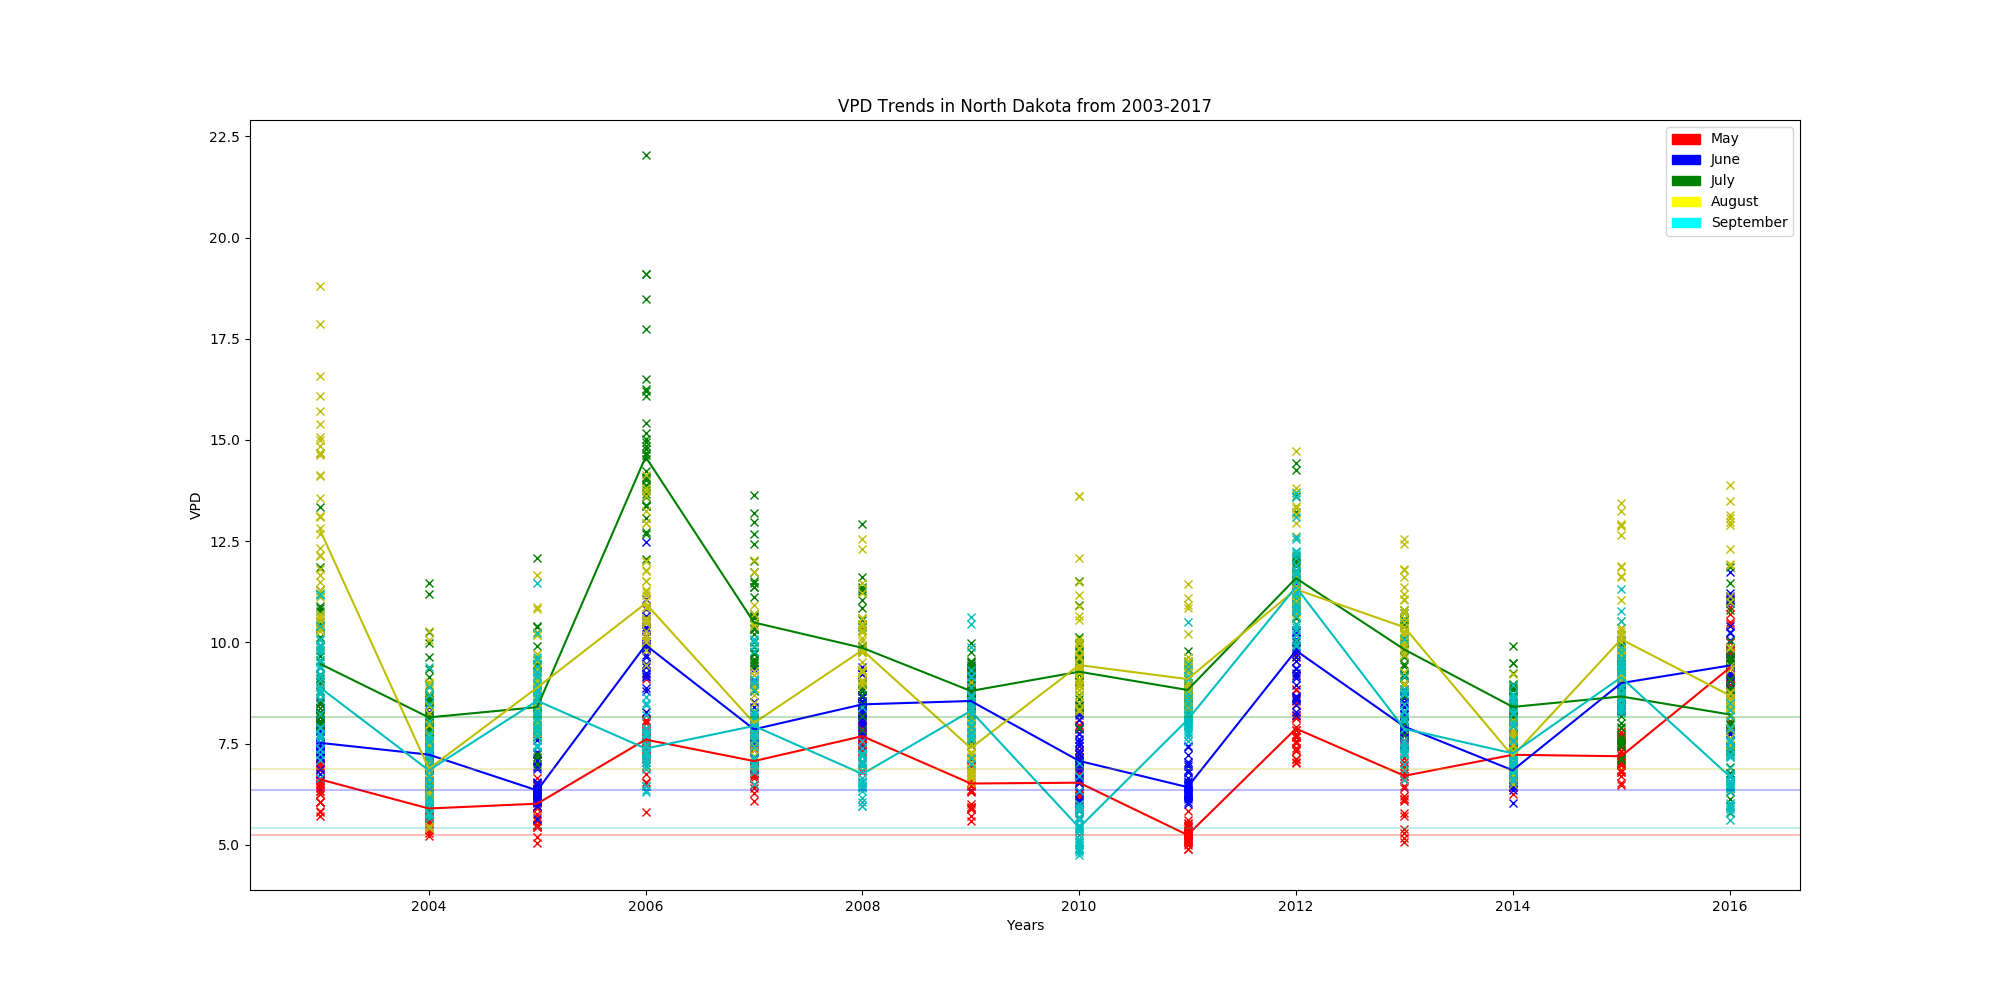 VPD Trends in North Dakota from 2003-2017
22.5
20.0
17.5
15.0
12.5
10.0
7.5
5.0
VPD
May
June
July
August
September
2004 2006 2008 2010 2012 2014 2016
Years